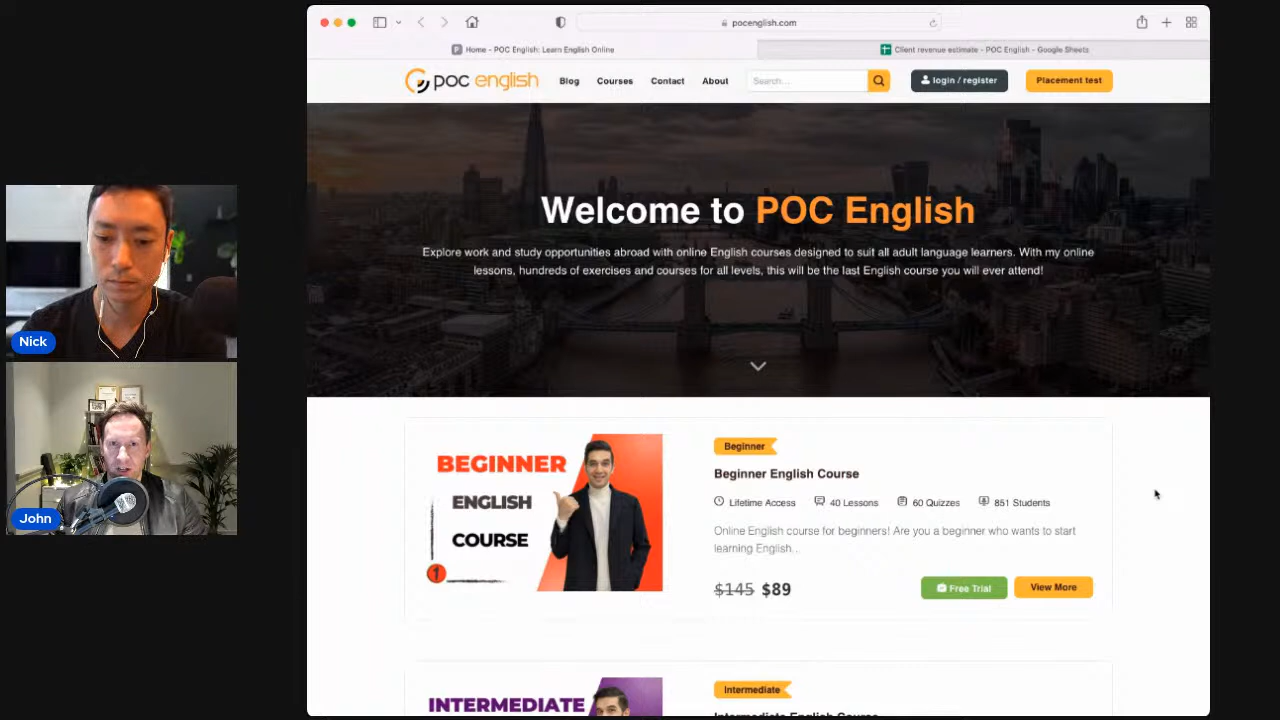 pocenglish.com
Home - POC English: Learn English Online
Client revenue estimate - POC English - Google Sheets
poc english
Blog
Courses
Contact
About
Search...
login / register
Placement test
Welcome to POC English
Explore work and study opportunities abroad with online English courses designed to suit all adult language learners. With my online
lessons, hundreds of exercises and courses for all levels, this will be the last English course you will ever attend!
Nick
John
BEGINNER
ENGLISH
COURSE
1
Beginner
Beginner English Course
Lifetime Access
40 Lessons
60 Quizzes
851 Students
Online English course for beginners! Are you a beginner who wants to start
learning English...
$145 $89
Free Trial
View More
INTERMEDIATE
Intermediate
Intermediate English Course